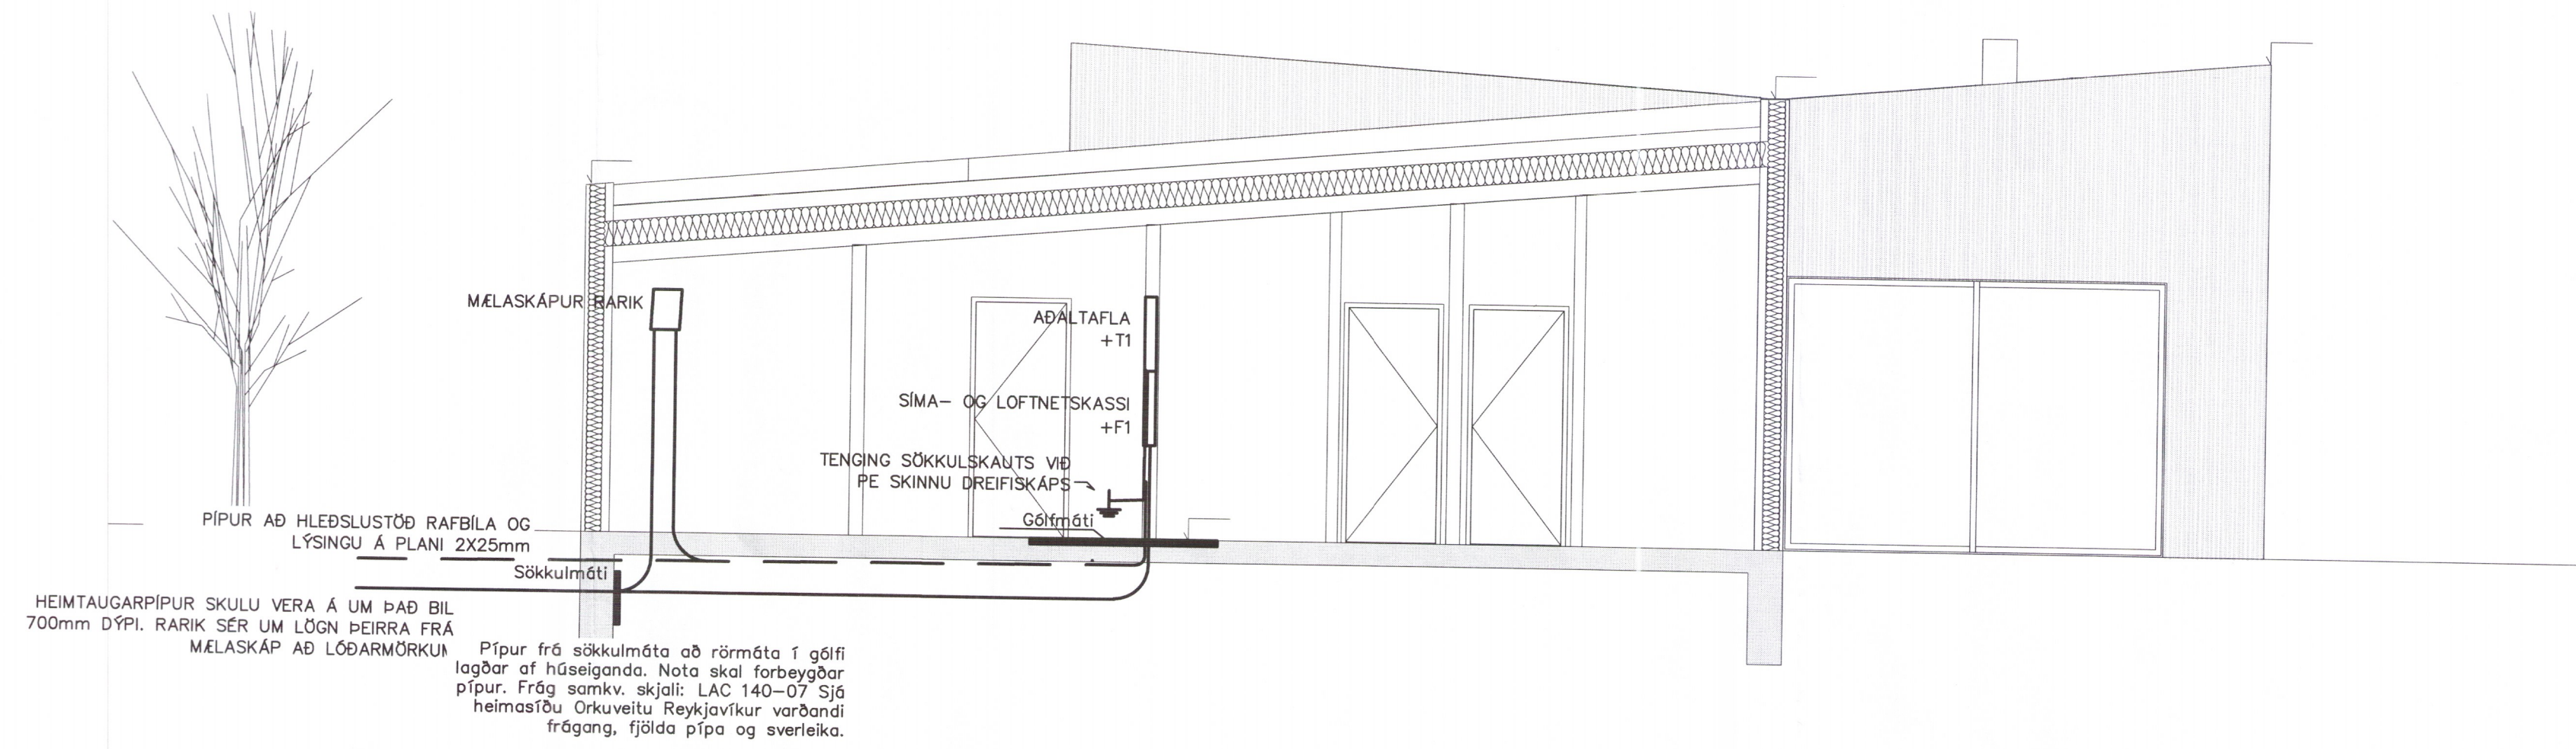 MÆLASKÁPUR RARIK
AÐALTAFLA
+T1
SÍMA- OG LOFTNETSKASSI
+F1
TENGING SÖKKULSKAUTS VIÐ
PE SKINNU DREIFISKÁPS
Gólfmáti
PÍPUR AÐ HLEÐSLUSTÖÐ RAFBÍLA OG
LÝSINGU Á PLANI 2X25mm
Sökkulmáti
HEIMTAUGARPÍPUR SKULU VERA Á UM ÞAÐ BIL
700mm DÝPI. RARIK SÉR UM LÖGN ÞEIRRA FRÁ
MÆLASKÁP AÐ LÓÐARMÖRKUM
Pípur frá sökkulmáta að rörmáta í gólfi
lagðar af húseiganda. Nota skal forbeygðar
pípur. Frág samkv. skjali: LAC 140-07 Sjá
heimasíðu Orkuveitu Reykjavíkur varðandi
frágang, fjölda pípa og sverleika.